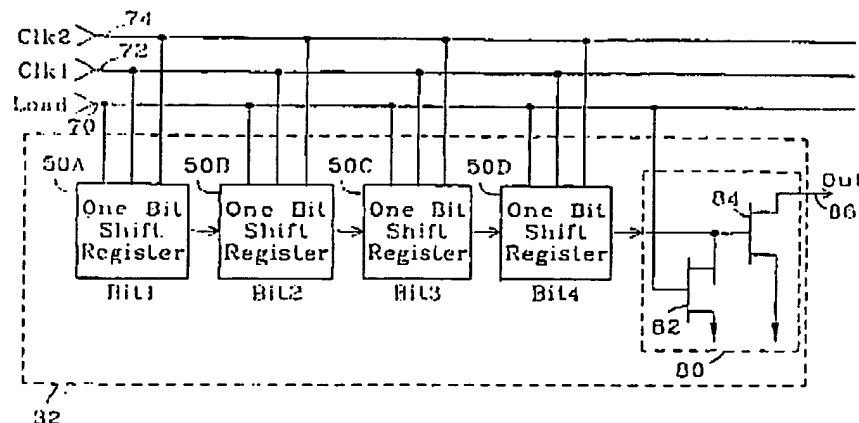 Clk2
74
Clk1
72
Load
70
50A
50B
50C
50D
84
Out
86
One Bit Shift Register
One Bit Shift Register
One Bit Shift Register
One Bit Shift Register
Bit1
Bit2
Bit3
Bit4
82
80
32